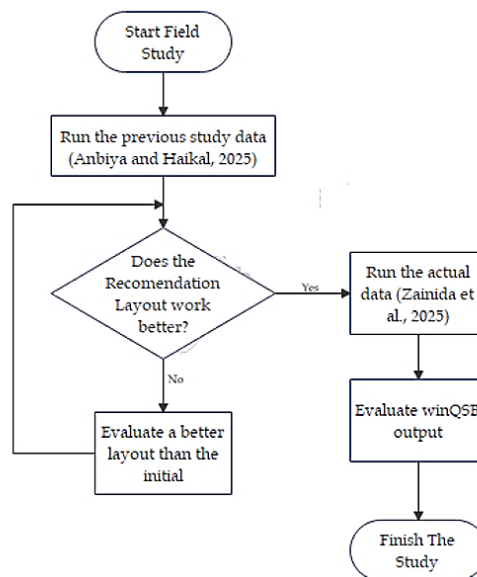 Start Field
Study
Run the previous study data
(Anbiya and Haikal, 2025)
Does the
Recomendation
Layout work
better?
Yes
Run the actual
data (Zainida et
al., 2025)
No
Evaluate a better
layout than the
initial
Evaluate winQSB
output
Finish The
Study